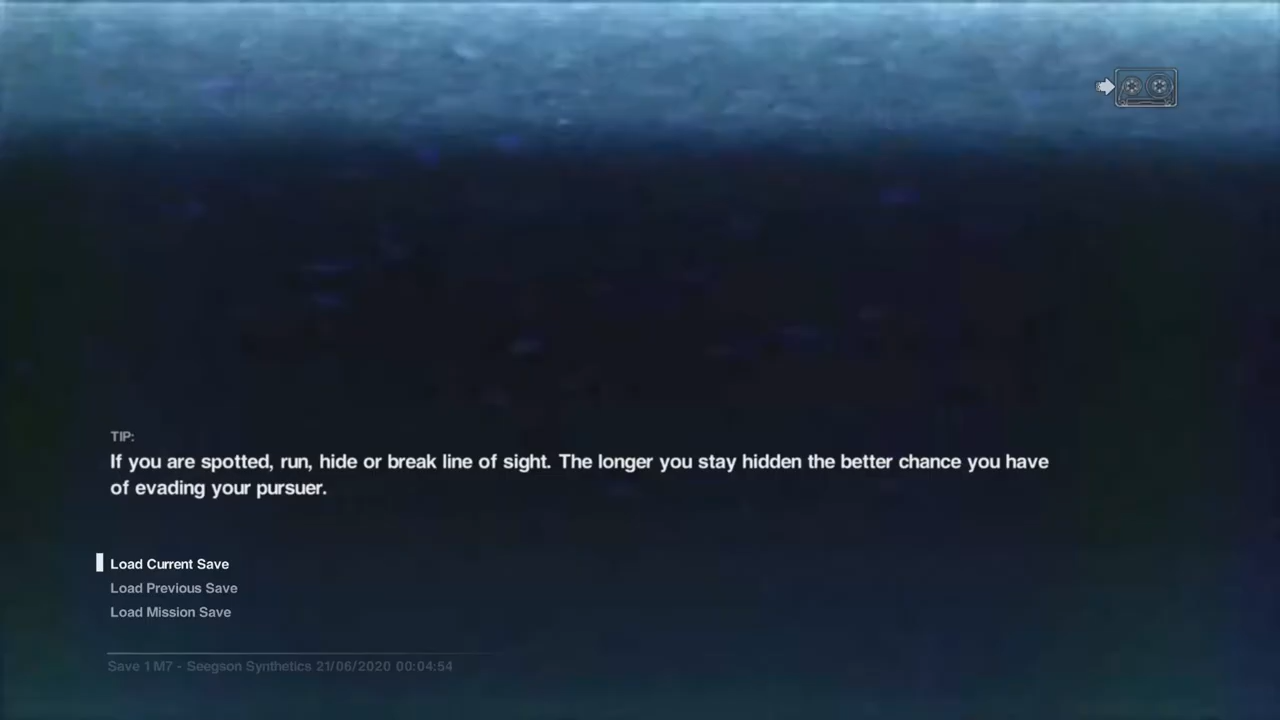 TIP:
If you are spotted, run, hide or break line of sight. The longer you stay hidden the better chance you have
of evading your pursuer.
Load Current Save
Load Previous Save
Load Mission Save
Save 1 M7 - Seegson Synthetics 21/06/2020 00:04:54